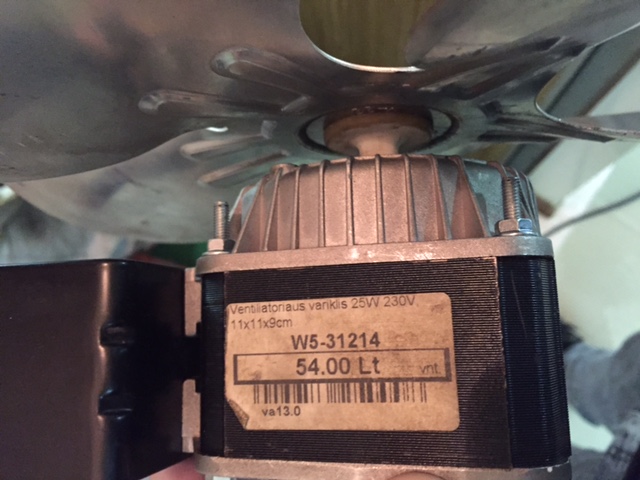 Ventiliatoriaus variklis 25W 230V
11x11x9cm
W5-31214
54.00 Lt vnt.
va13.0